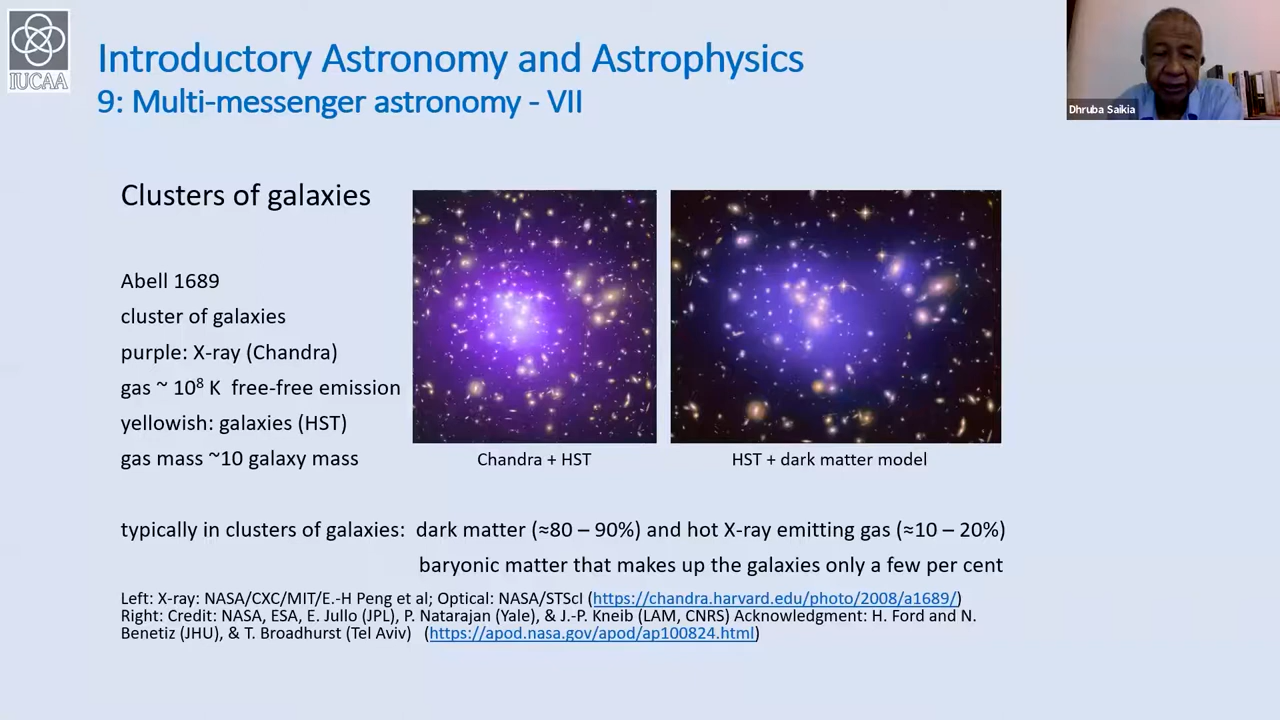 IUCAA
Introductory Astronomy and Astrophysics
9: Multi-messenger astronomy - VII
Dhruba Saikia
Clusters of galaxies
Abell 1689
cluster of galaxies
purple: X-ray (Chandra)
gas ~ 10⁸ K free-free emission
yellowish: galaxies (HST)
gas mass ~10 galaxy mass
Chandra + HST
HST + dark matter model
typically in clusters of galaxies: dark matter (≈80 – 90%) and hot X-ray emitting gas (≈10 – 20%)
baryonic matter that makes up the galaxies only a few per cent
Left: X-ray: NASA/CXC/MIT/E.-H Peng et al; Optical: NASA/STScI (https://chandra.harvard.edu/photo/2008/a1689/)
Right: Credit: NASA, ESA, E. Jullo (JPL), P. Natarajan (Yale), & J.-P. Kneib (LAM, CNRS) Acknowledgment: H. Ford and N.
Benetiz (JHU), & T. Broadhurst (Tel Aviv) (https://apod.nasa.gov/apod/ap100824.html)